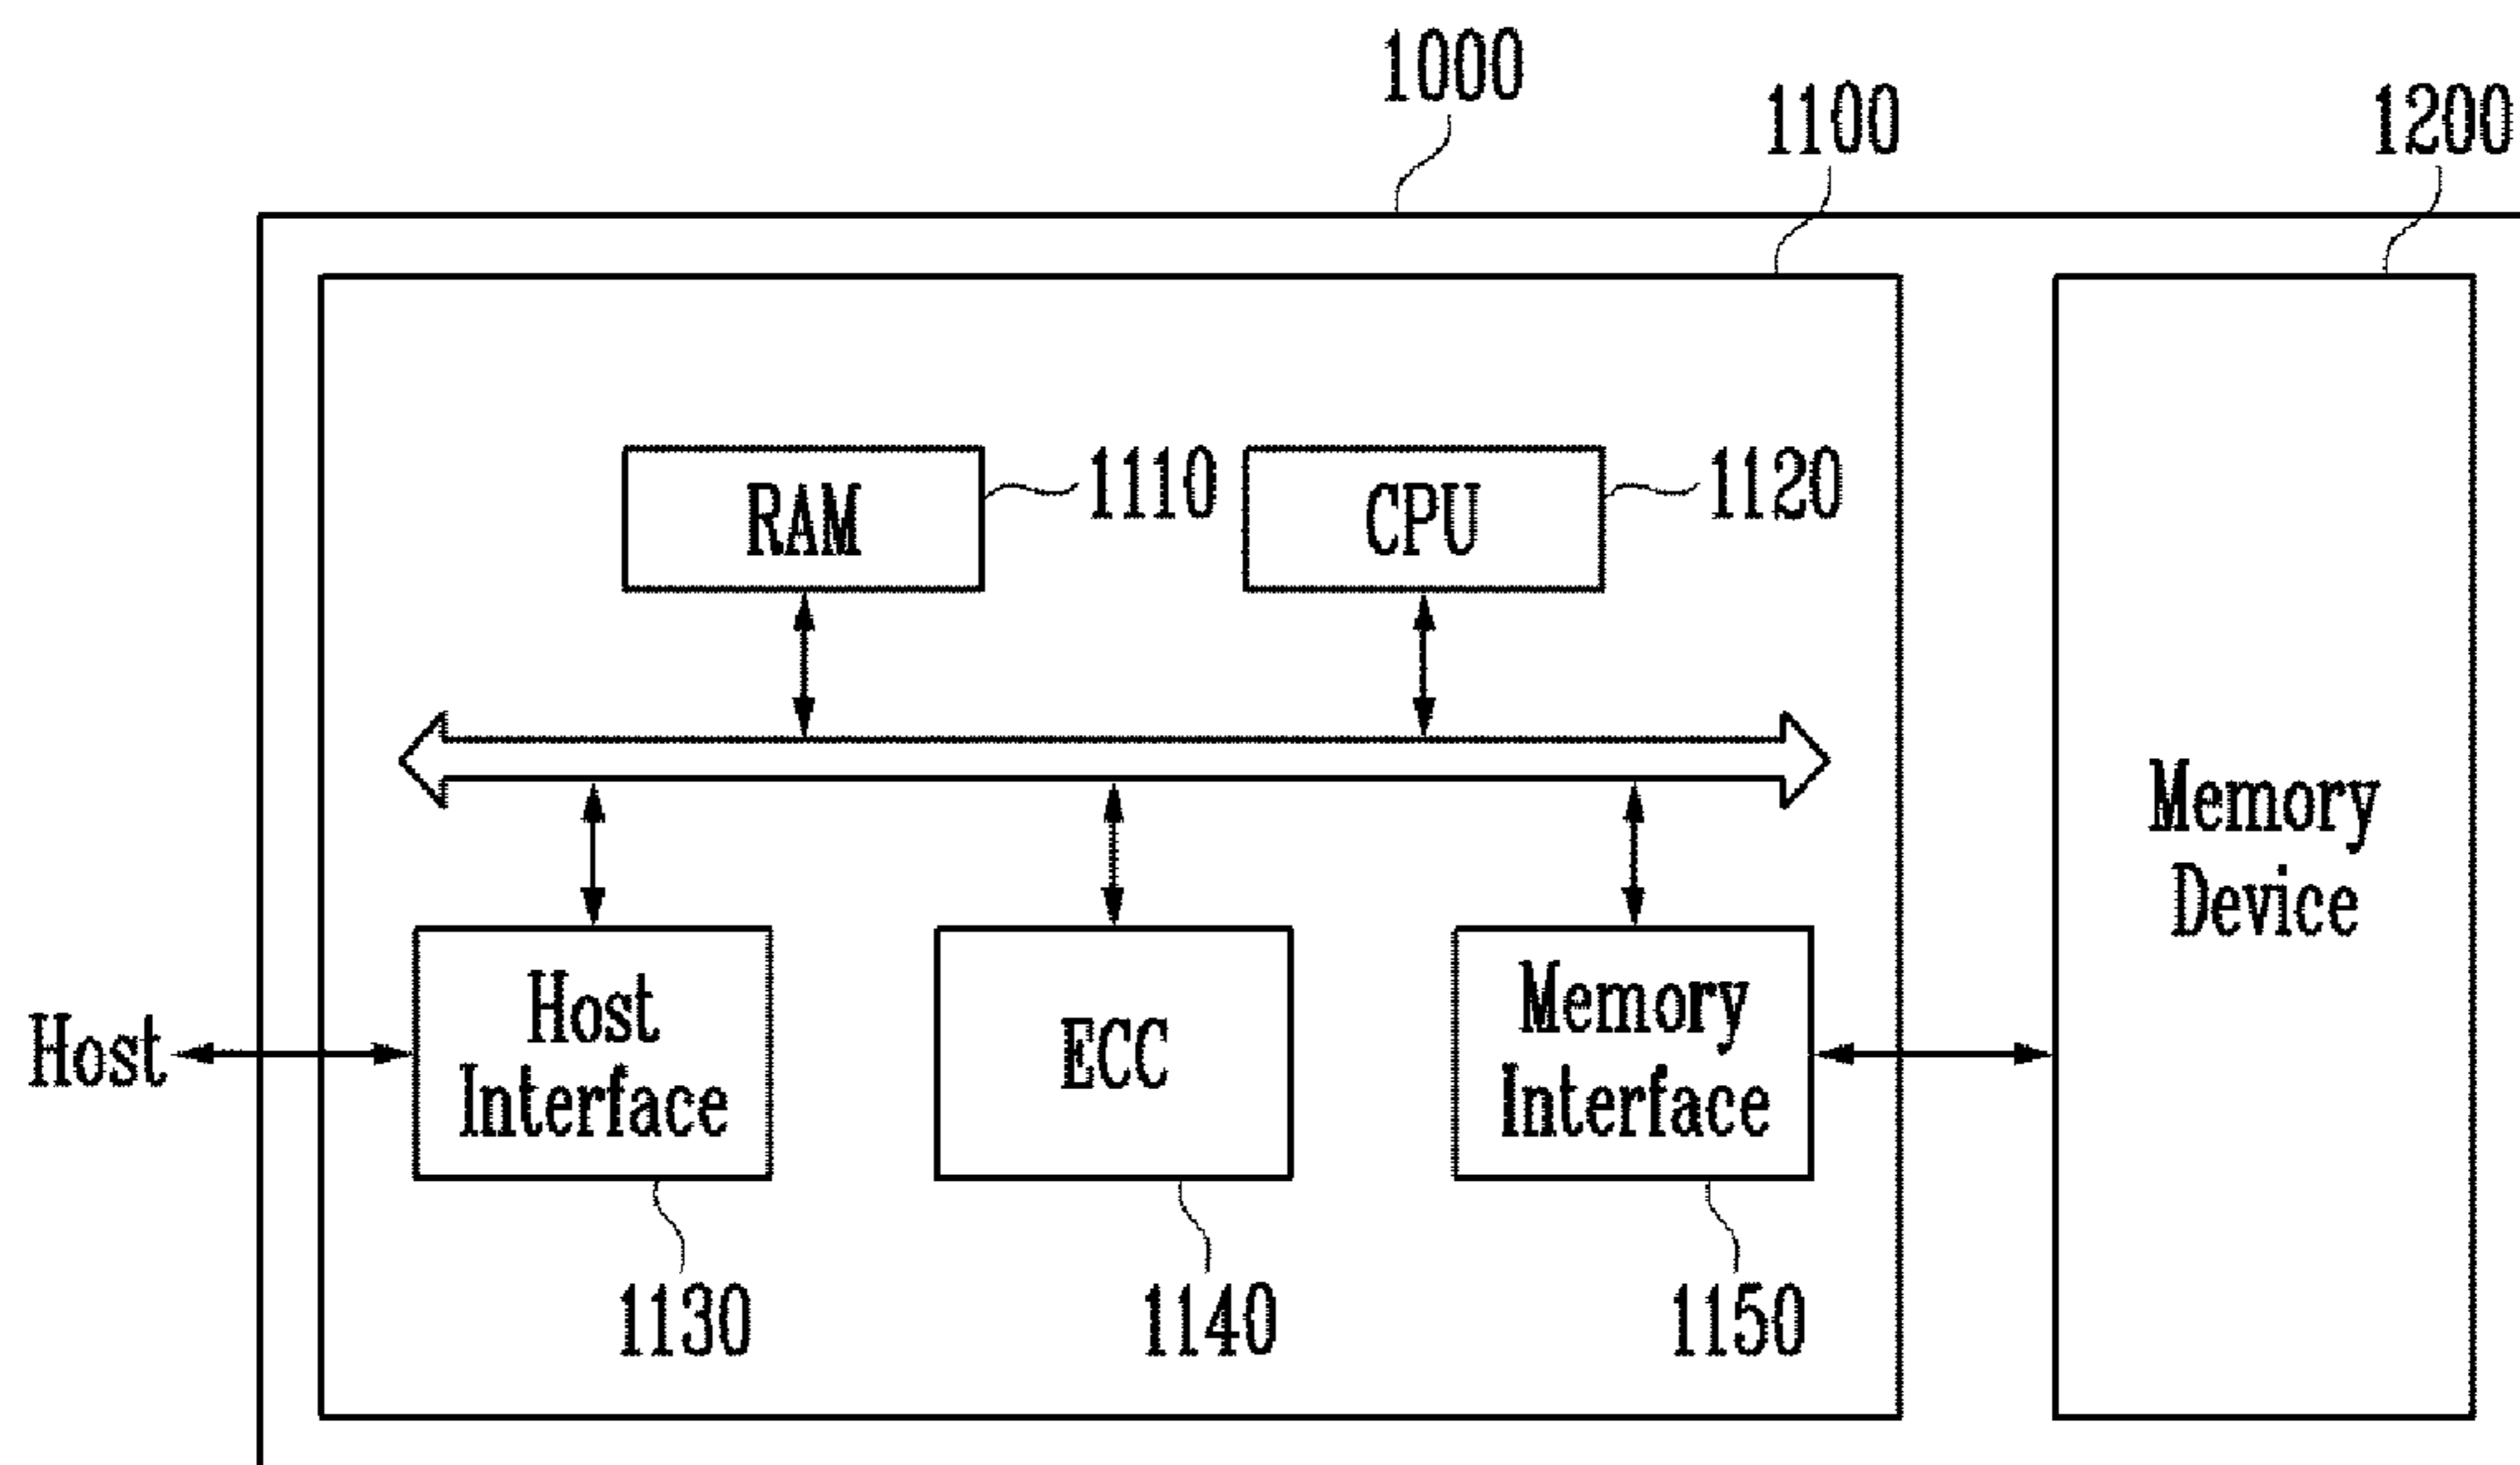 1000
1100
1200
RAM
1110
CPU
1120
Memory
Device
Host
Host
Interface
ECC
Memory
Interface
1130
1140
1150